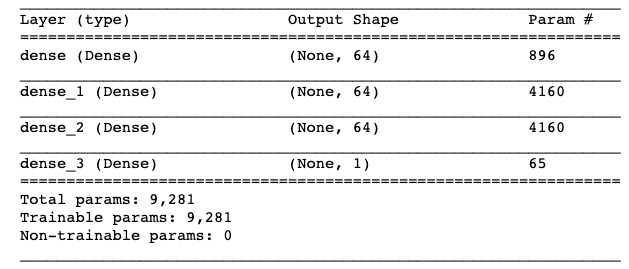 Layer (type) Output Shape Param #
=================================================================
dense (Dense) (None, 64) 896
_________________________________________________________________
dense_1 (Dense) (None, 64) 4160
_________________________________________________________________
dense_2 (Dense) (None, 64) 4160
_________________________________________________________________
dense_3 (Dense) (None, 1) 65
=================================================================
Total params: 9,281
Trainable params: 9,281
Non-trainable params: 0
_________________________________________________________________